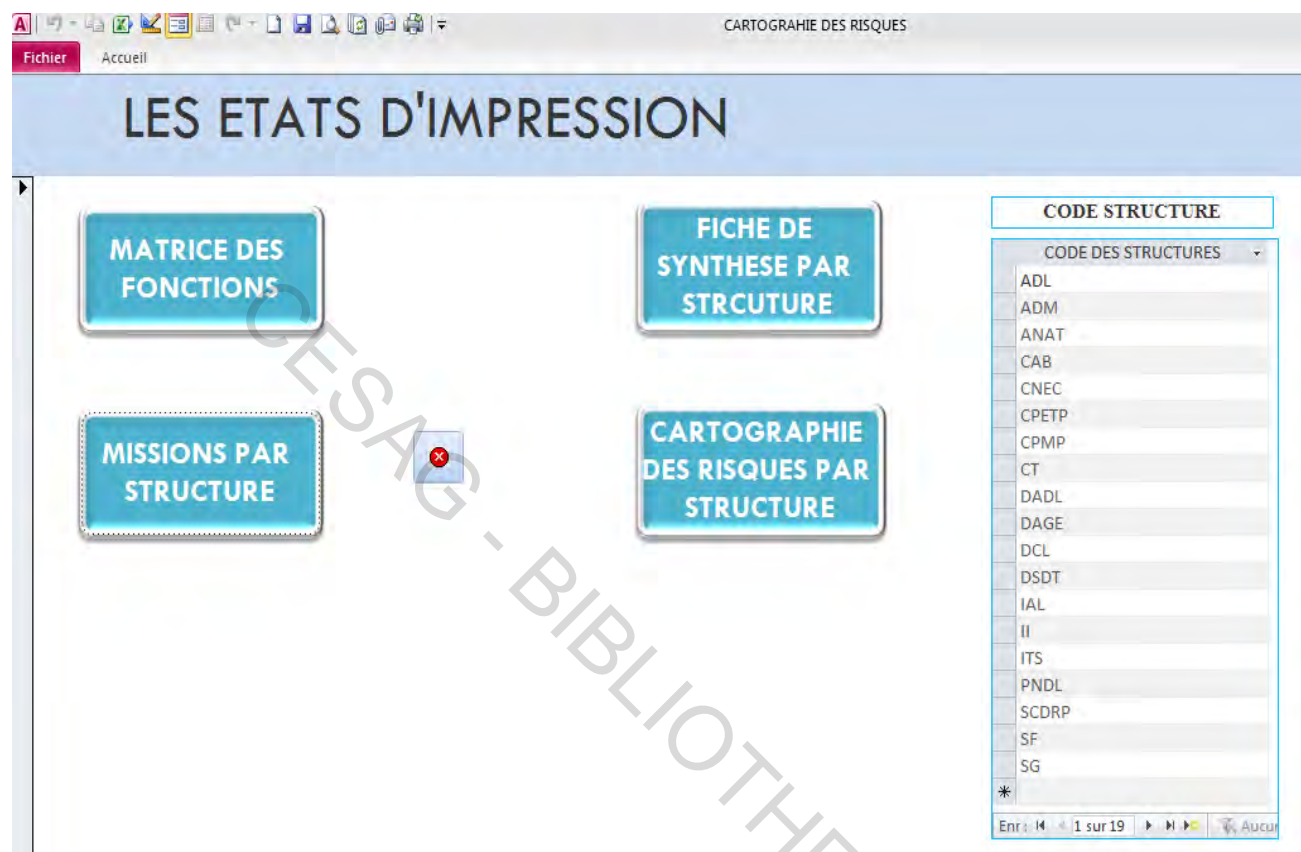 CARTOGRAHIE DES RISQUES
Fichier Accueil
LES ETATS D'IMPRESSION
MATRICE DES
FONCTIONS
FICHE DE
SYNTHESE PAR
STRCUTURE
MISSIONS PAR
STRUCTURE
CARTOGRAPHIE
DES RISQUES PAR
STRUCTURE
CODE STRUCTURE
CODE DES STRUCTURES
ADL
ADM
ANAT
CAB
CNEC
CPETP
CPMP
CT
DADL
DAGE
DCL
DSDT
IAL
II
ITS
PNDL
SCDRP
SF
SG
Enr : 1 sur 19
CESAG - BIBLIOTHE